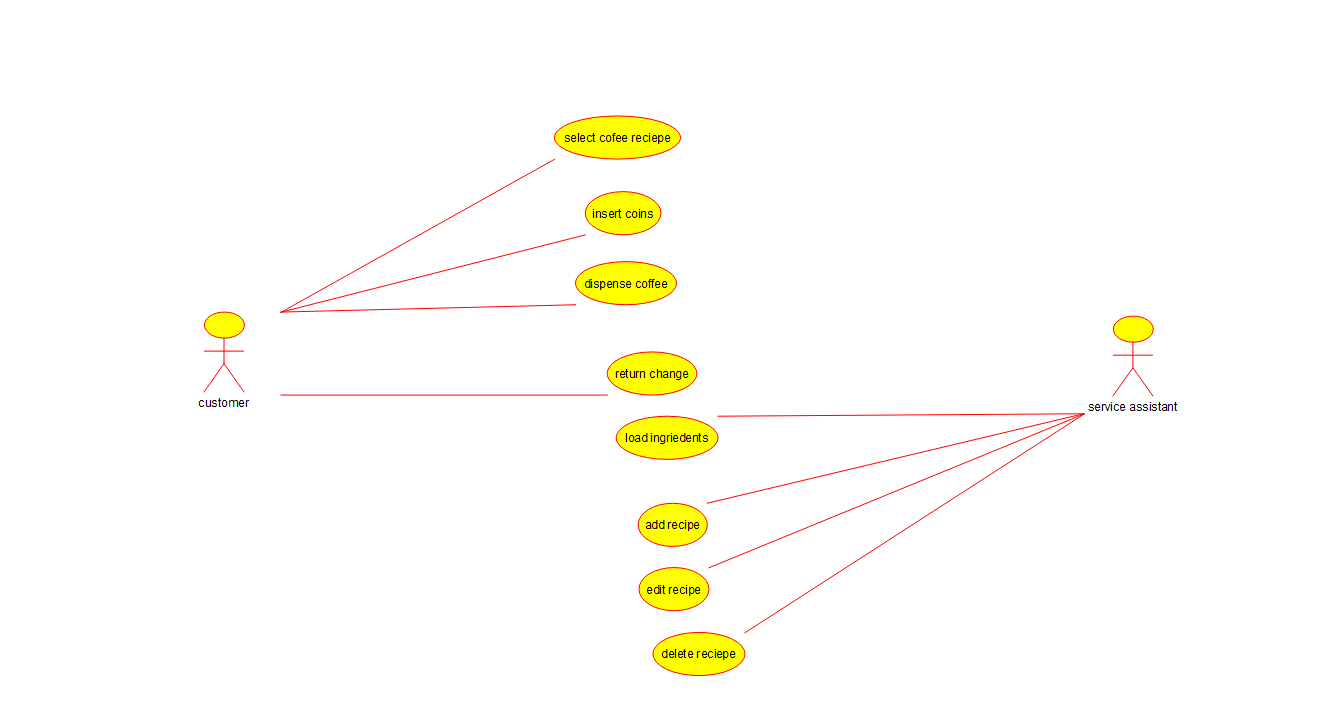 select cofee reciepe
insert coins
dispense coffee
return change
customer
service assistant
load ingriedents
add recipe
edit recipe
delete reciepe